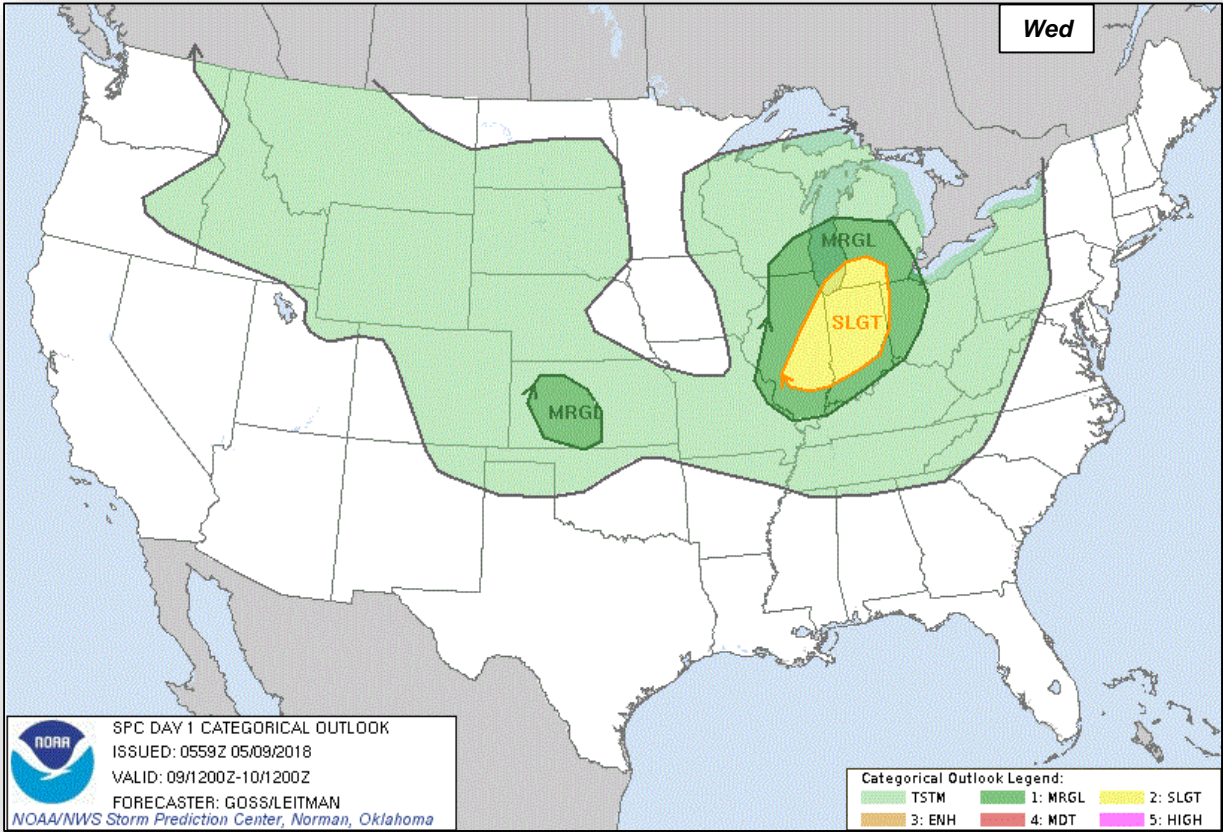 Wed
MRGL
SLGT
MRGL
NOAA
SPC DAY 1 CATEGORICAL OUTLOOK
ISSUED: 0559Z 05/09/2018
VALID: 09/1200Z-10/1200Z
FORECASTER: GOSS/LEITMAN
NOAA/NWS Storm Prediction Center, Norman, Oklahoma
Categorical Outlook Legend:
TSTM 1: MRGL 2: SLGT
3: ENH 4: MDT 5: HIGH